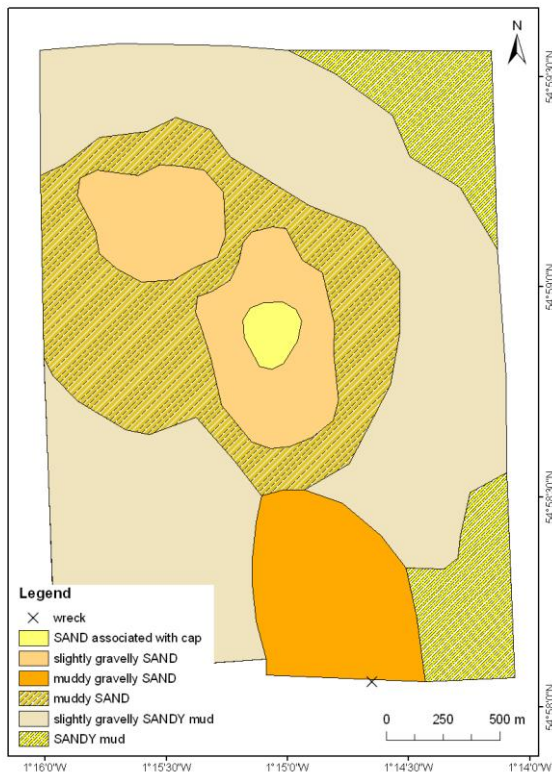 N
54°59'30"N
54°59'0"N
54°58'30"N
54°58'0"N
Legend
wreck
SAND associated with cap
slightly gravelly SAND
muddy gravelly SAND
muddy SAND
slightly gravelly SANDY mud
SANDY mud
0 250 500 m
1°16'0"W 1°15'30"W 1°15'0"W 1°14'30"W 1°14'0"W